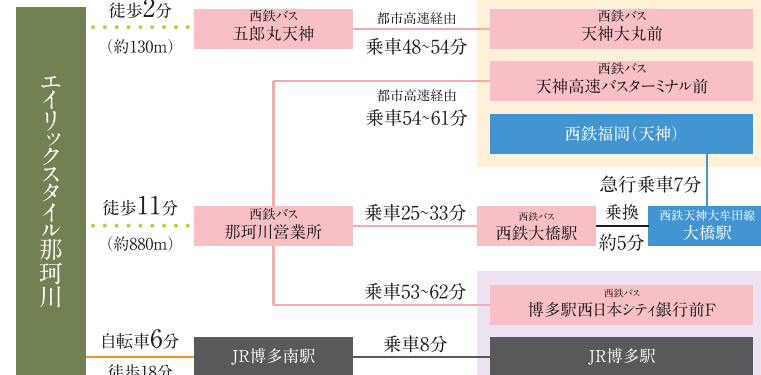 エイリックスタイル那珂川
徒歩2分
（約130m）
西鉄バス
五郎丸天神
都市高速経由
乗車48~54分
西鉄バス
天神大丸前
都市高速経由
乗車54~61分
西鉄バス
天神高速バスターミナル前
西鉄福岡（天神）
急行乗車7分
徒歩11分
（約880m）
西鉄バス
那珂川営業所
乗車25~33分
西鉄バス
西鉄大橋駅
乗換
約5分
西鉄天神大牟田線
大橋駅
乗車53~62分
西鉄バス
博多駅西日本シティ銀行前F
自転車6分
徒歩18分
JR博多南駅
乗車8分
JR博多駅